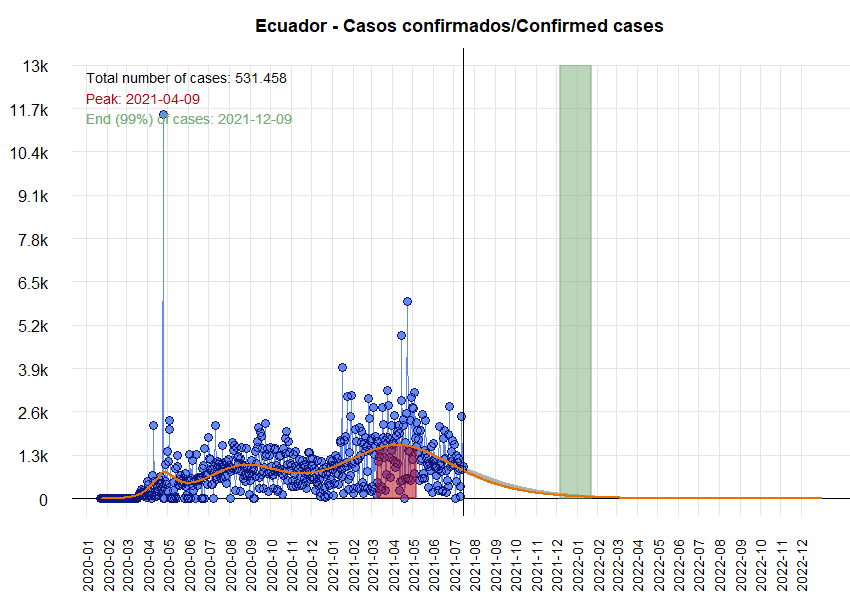 Ecuador - Casos confirmados/Confirmed cases
Total number of cases: 531.458
Peak: 2021-04-09
End (99%) of cases: 2021-12-09
13k
11.7k
10.4k
9.1k
7.8k
6.5k
5.2k
3.9k
2.6k
1.3k
0
2020-01
2020-02
2020-03
2020-04
2020-05
2020-06
2020-07
2020-08
2020-09
2020-10
2020-11
2020-12
2021-01
2021-02
2021-03
2021-04
2021-05
2021-06
2021-07
2021-08
2021-09
2021-10
2021-11
2021-12
2022-01
2022-02
2022-03
2022-04
2022-05
2022-06
2022-07
2022-08
2022-09
2022-10
2022-11
2022-12